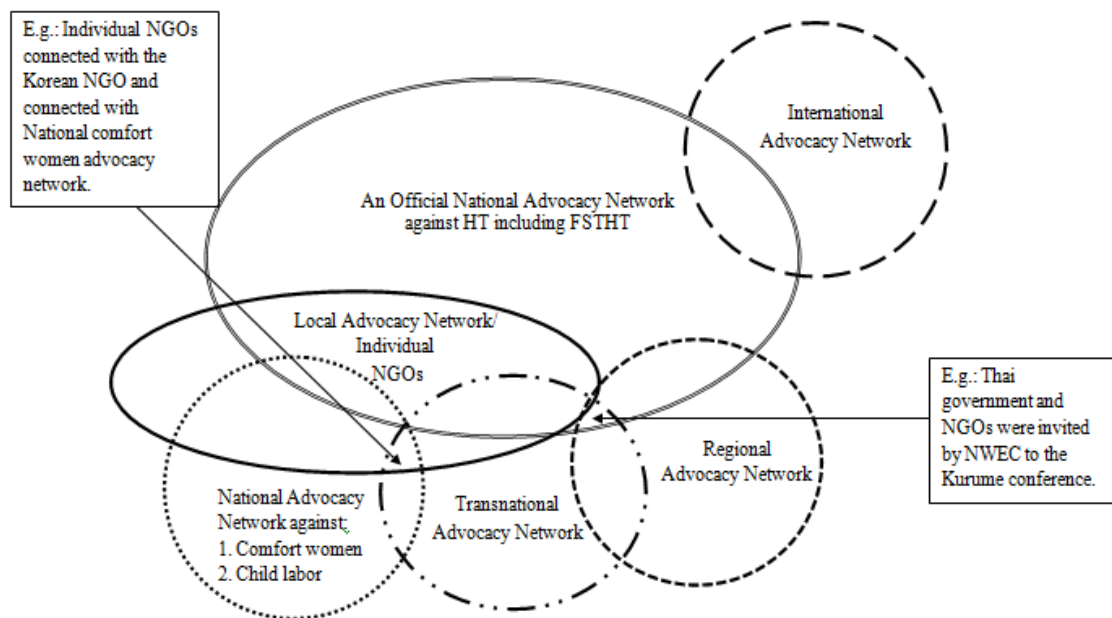 E.g.: Individual NGOs
connected with the
Korean NGO and
connected with
National comfort
women advocacy
network.
International
Advocacy Network
An Official National Advocacy Network
against HT including FSTHT
Local Advocacy Network/
Individual
NGOs
E.g.: Thai
government and
NGOs were invited
by NWEC to the
Kurume conference.
Regional
Advocacy Network
National Advocacy
Network against;
1. Comfort women
2. Child labor
Transnational
Advocacy Network